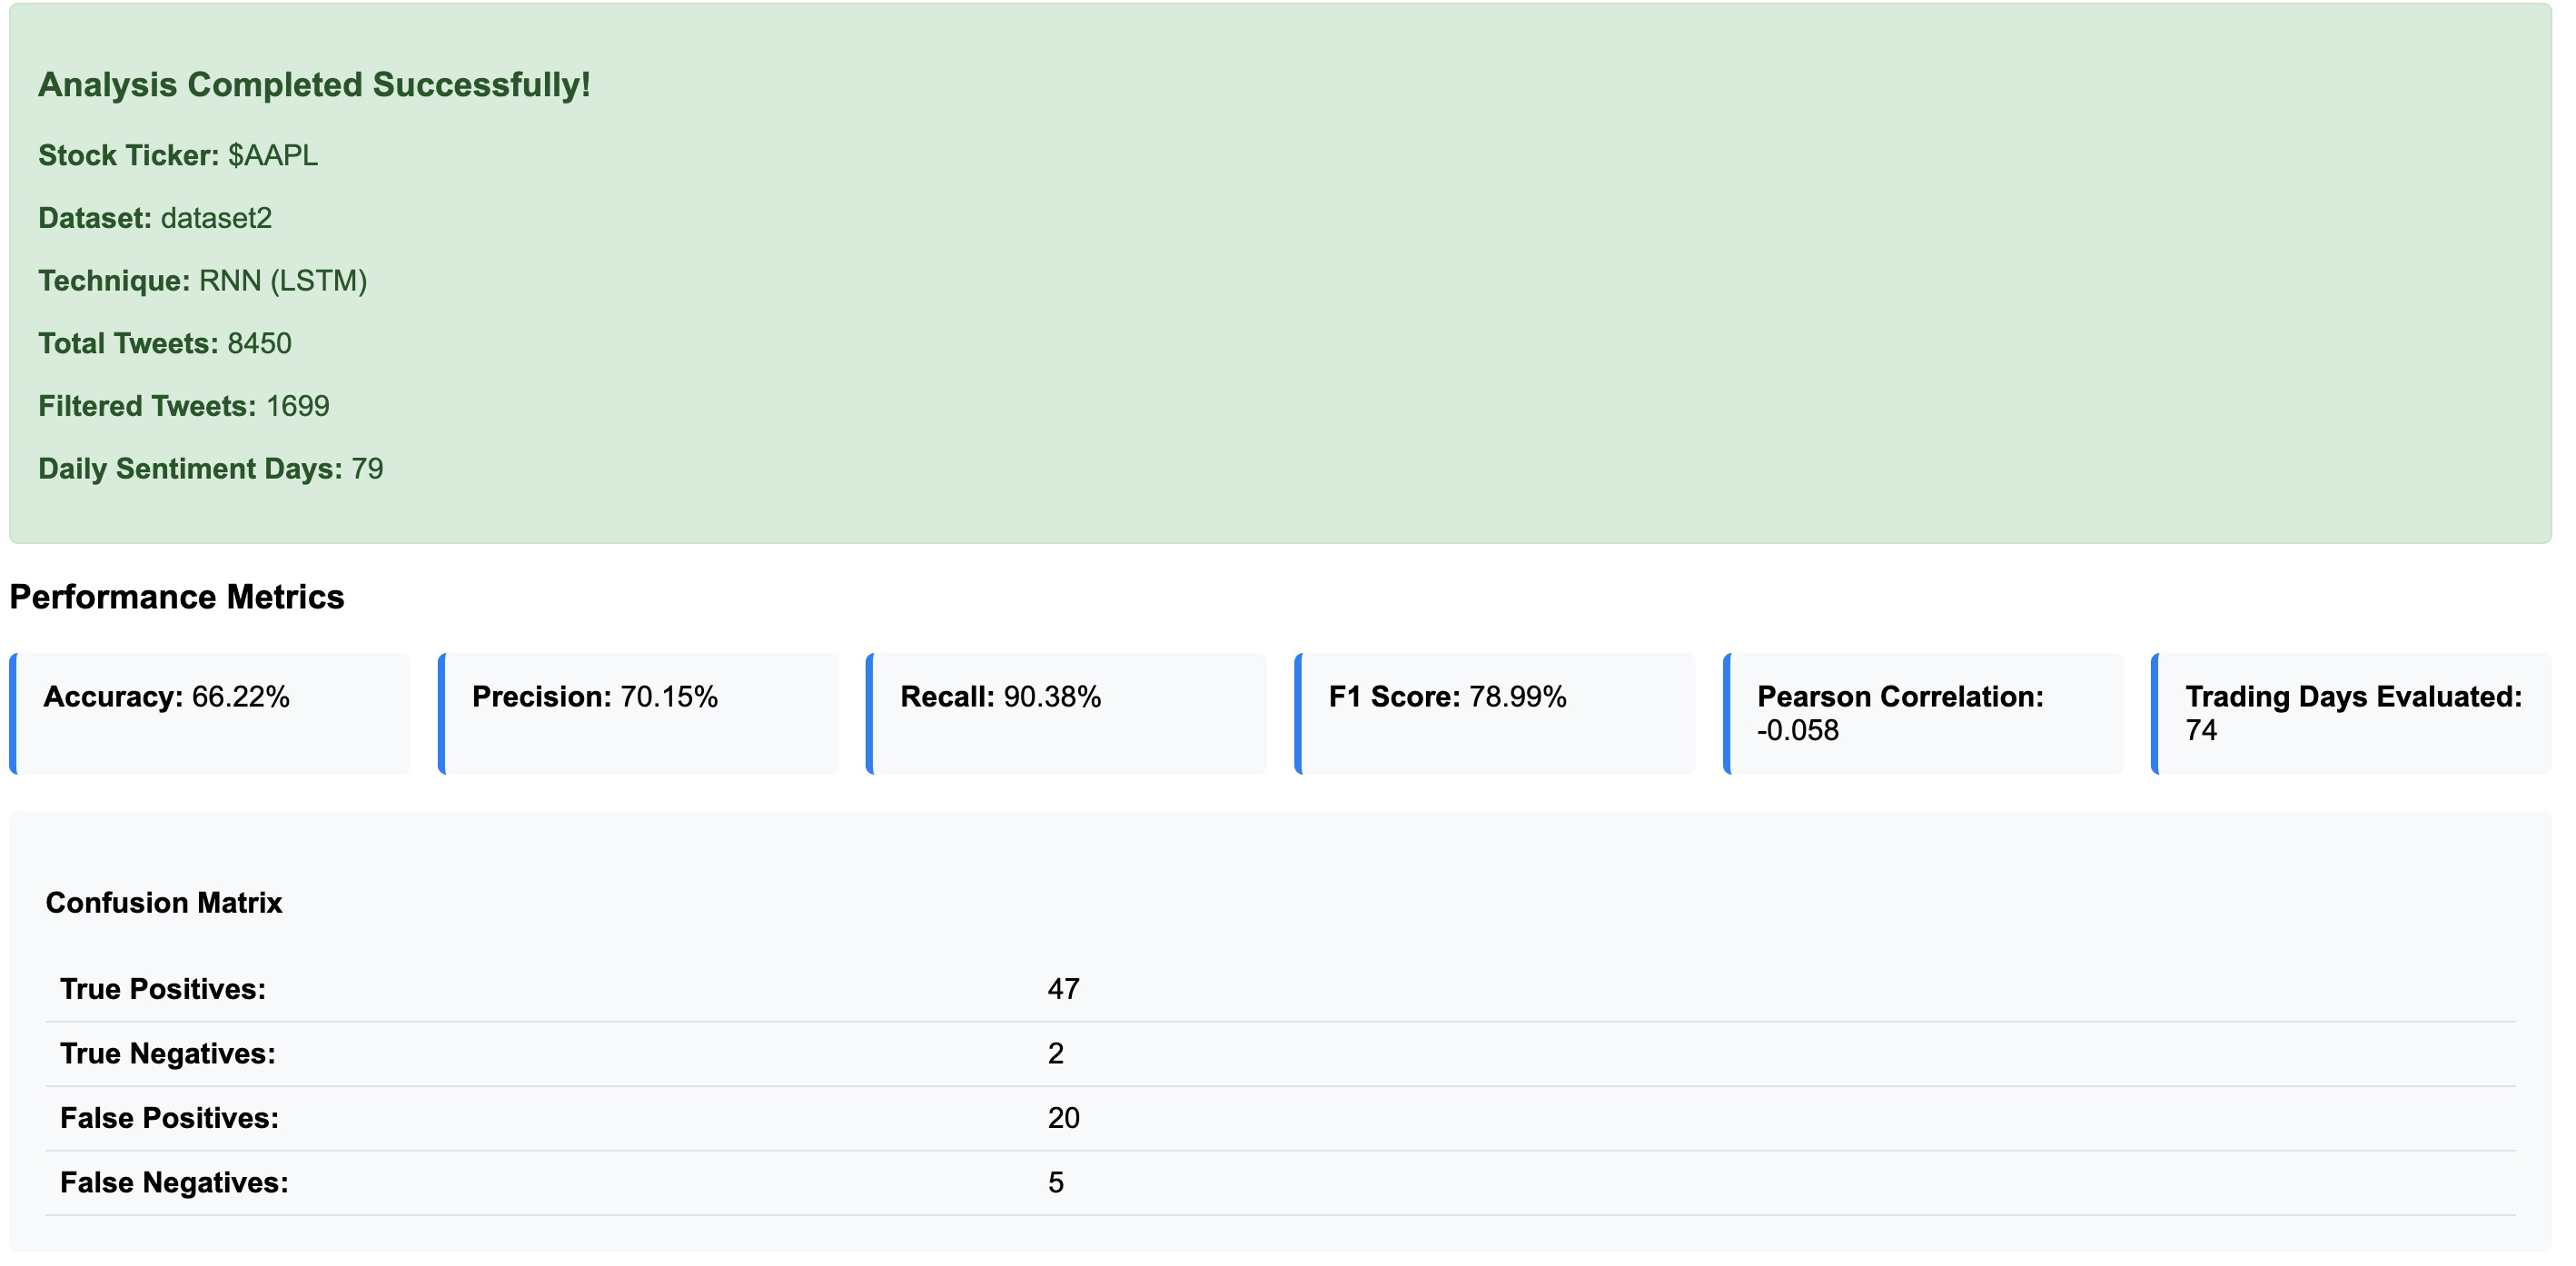 Analysis Completed Successfully!
Stock Ticker: $AAPL
Dataset: dataset2
Technique: RNN (LSTM)
Total Tweets: 8450
Filtered Tweets: 1699
Daily Sentiment Days: 79
Performance Metrics
Accuracy: 66.22%
Precision: 70.15%
Recall: 90.38%
F1 Score: 78.99%
Pearson Correlation:
-0.058
Trading Days Evaluated:
74
Confusion Matrix
True Positives: 47
True Negatives: 2
False Positives: 20
False Negatives: 5